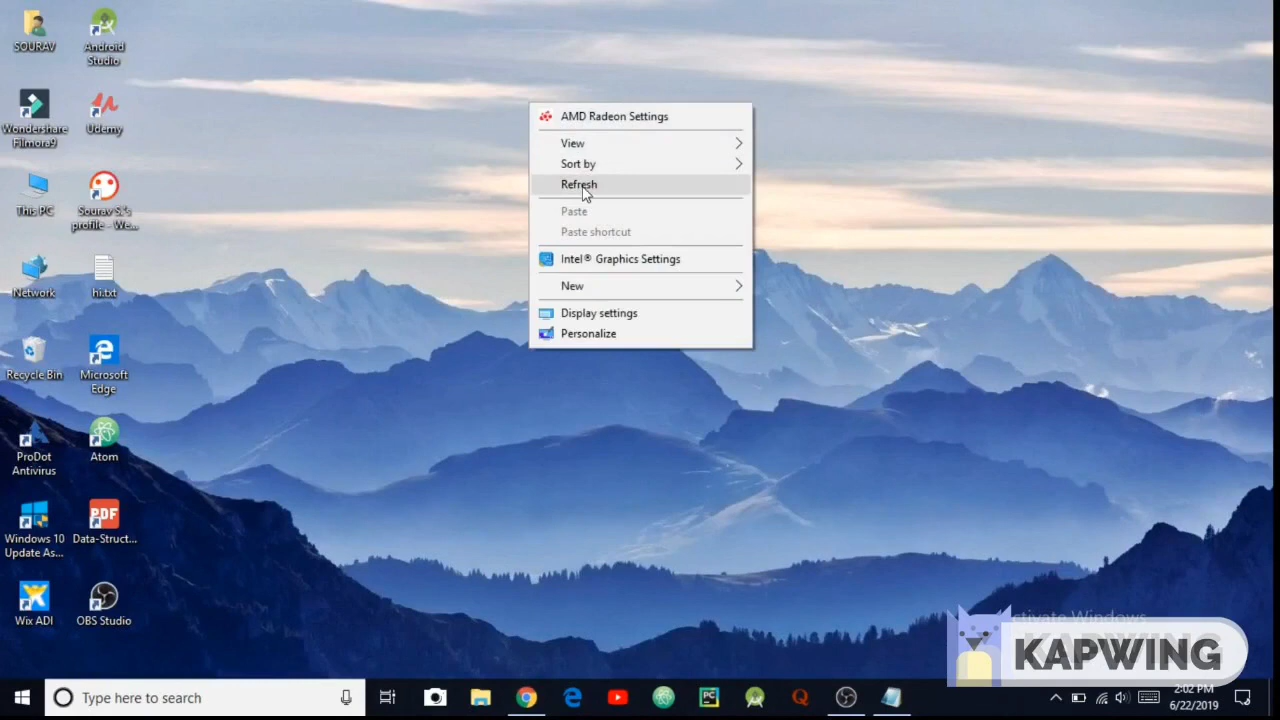 SOURAV
Android
Studio
Wondershare
Filmora9
Udemy
This PC
Sourav S.'s
profile - We...
Network
hi.txt
Recycle Bin
Microsoft
Edge
ProDot
Antivirus
Atom
Windows 10
Update As...
PDF
Data-Struct...
Wix ADI
OBS Studio
AMD Radeon Settings
View
Sort by
Refresh
Paste
Paste shortcut
Intel® Graphics Settings
New
Display settings
Personalize
Activate Windows
KAPWING
Type here to search
PC
2:02 PM
6/22/2019